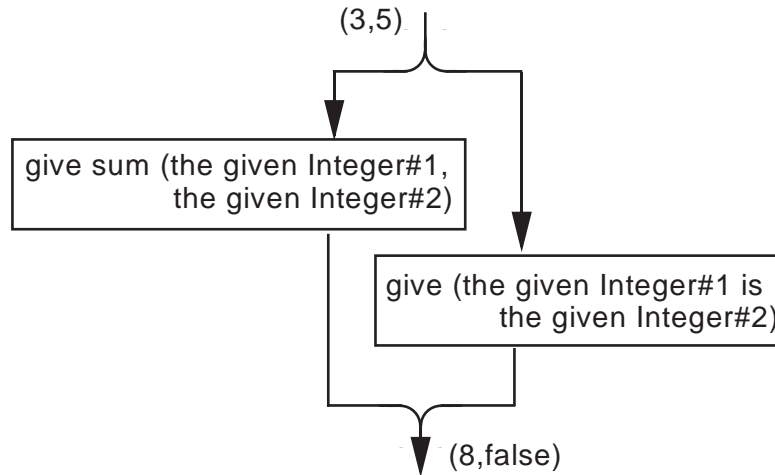 (3,5)
give sum (the given Integer#1,
the given Integer#2)
give (the given Integer#1 is
the given Integer#2)
(8,false)